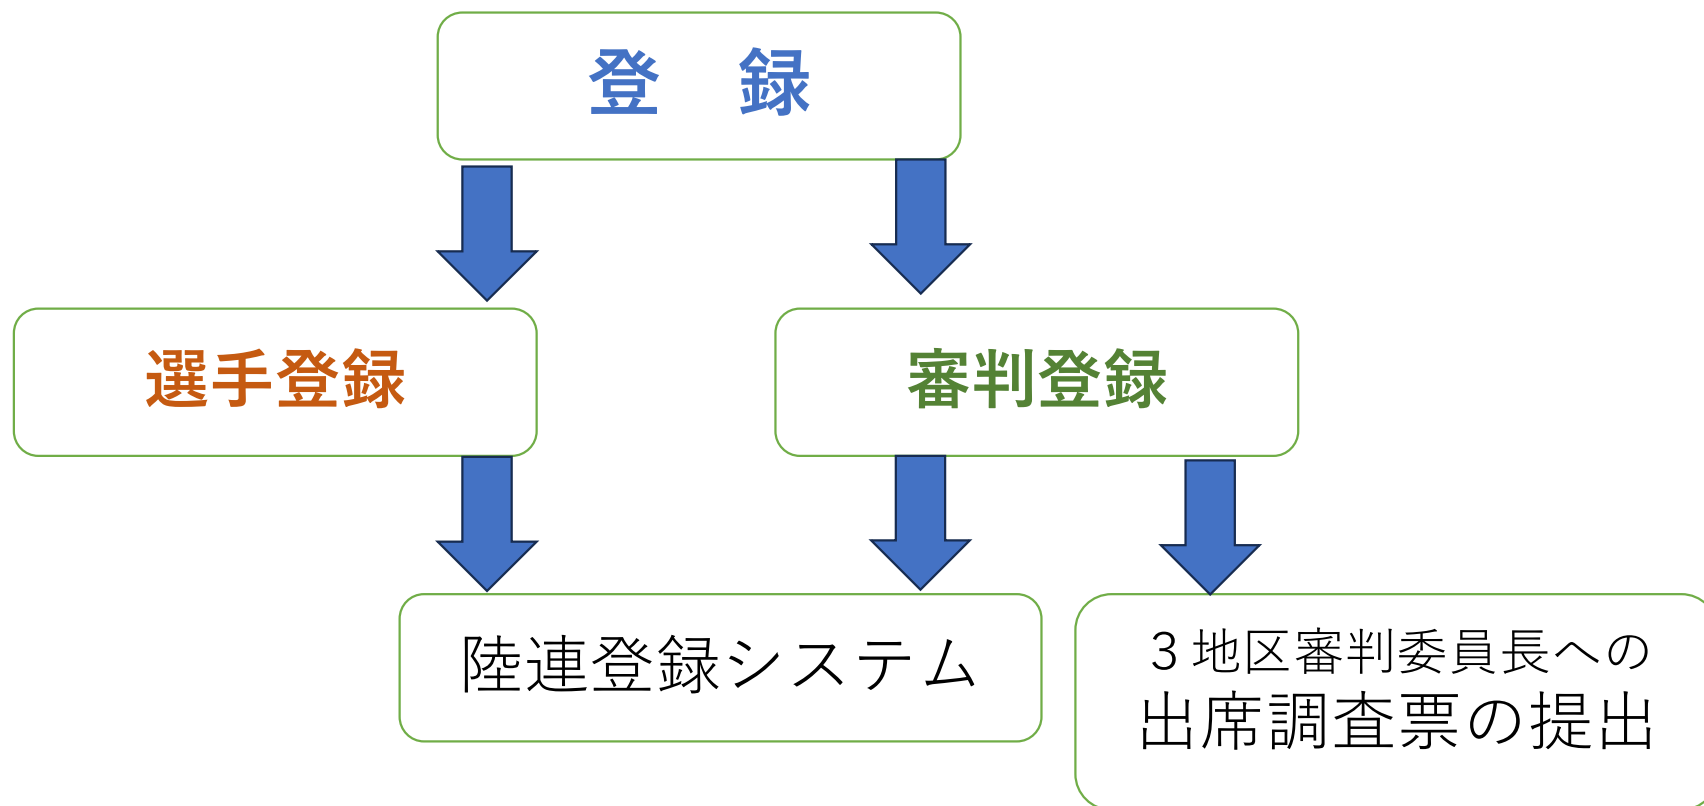 登　録
選手登録
審判登録
陸連登録システム
３地区審判委員長への
出席調査票の提出